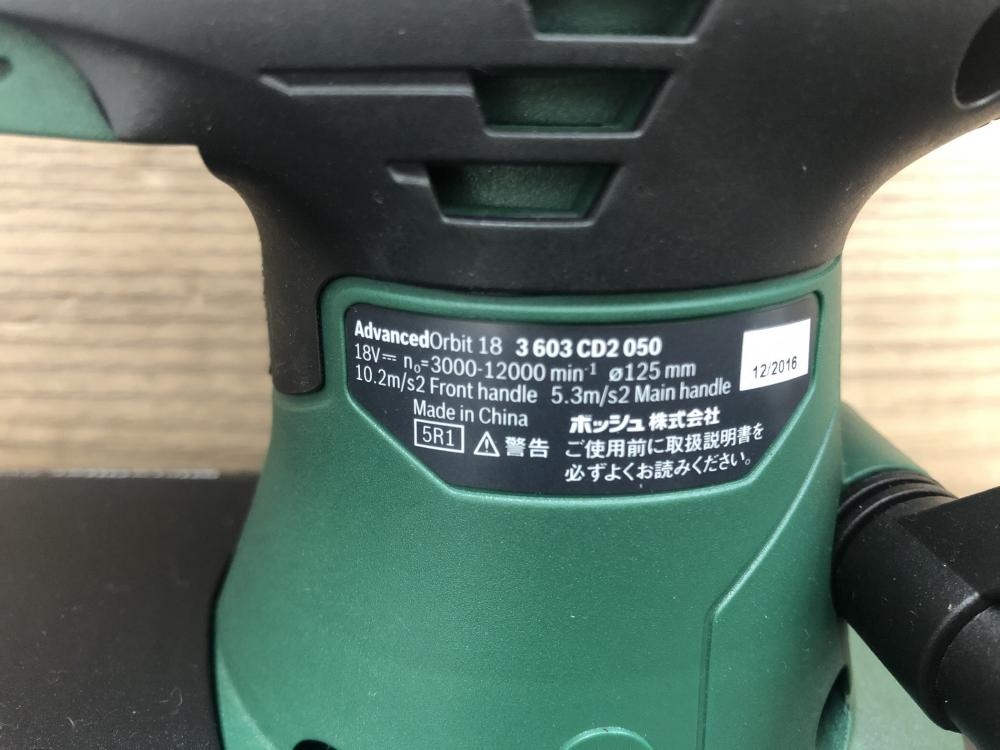 AdvancedOrbit 18 3 603 CD2 050
18V⎓ n₀=3000-12000 min⁻¹ ø125 mm
12/2016
10.2m/s2 Front handle 5.3m/s2 Main handle
Made in China
ボッシュ株式会社
5R1 ⚠ 警告
ご使用前に取扱説明書を
必ずよくお読みください。